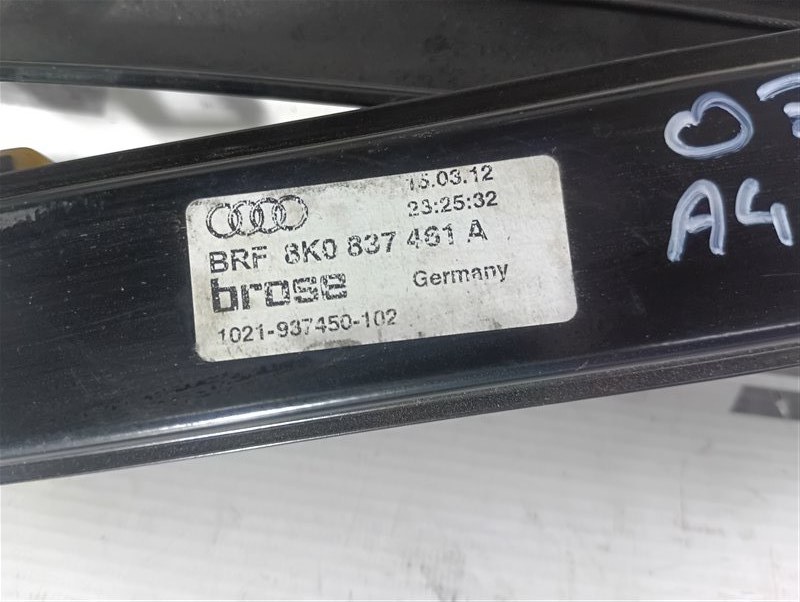 15.03.12
23:25:32
BRF 8K0 837 461 A
brose
Germany
1021-937450-102
A4